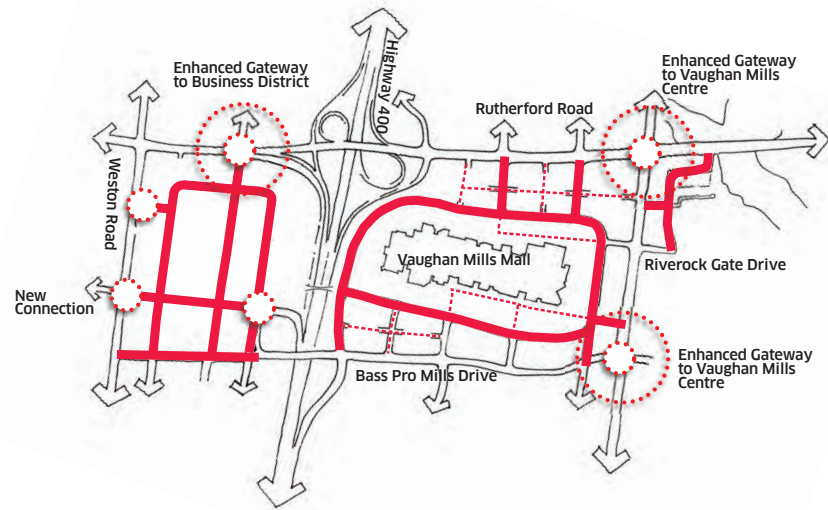 Enhanced Gateway
to Business District
Highway 400
Enhanced Gateway
to Vaughan Mills
Centre
Rutherford Road
Weston Road
Vaughan Mills Mall
Riverock Gate Drive
New
Connection
Bass Pro Mills Drive
Enhanced Gateway
to Vaughan Mills
Centre